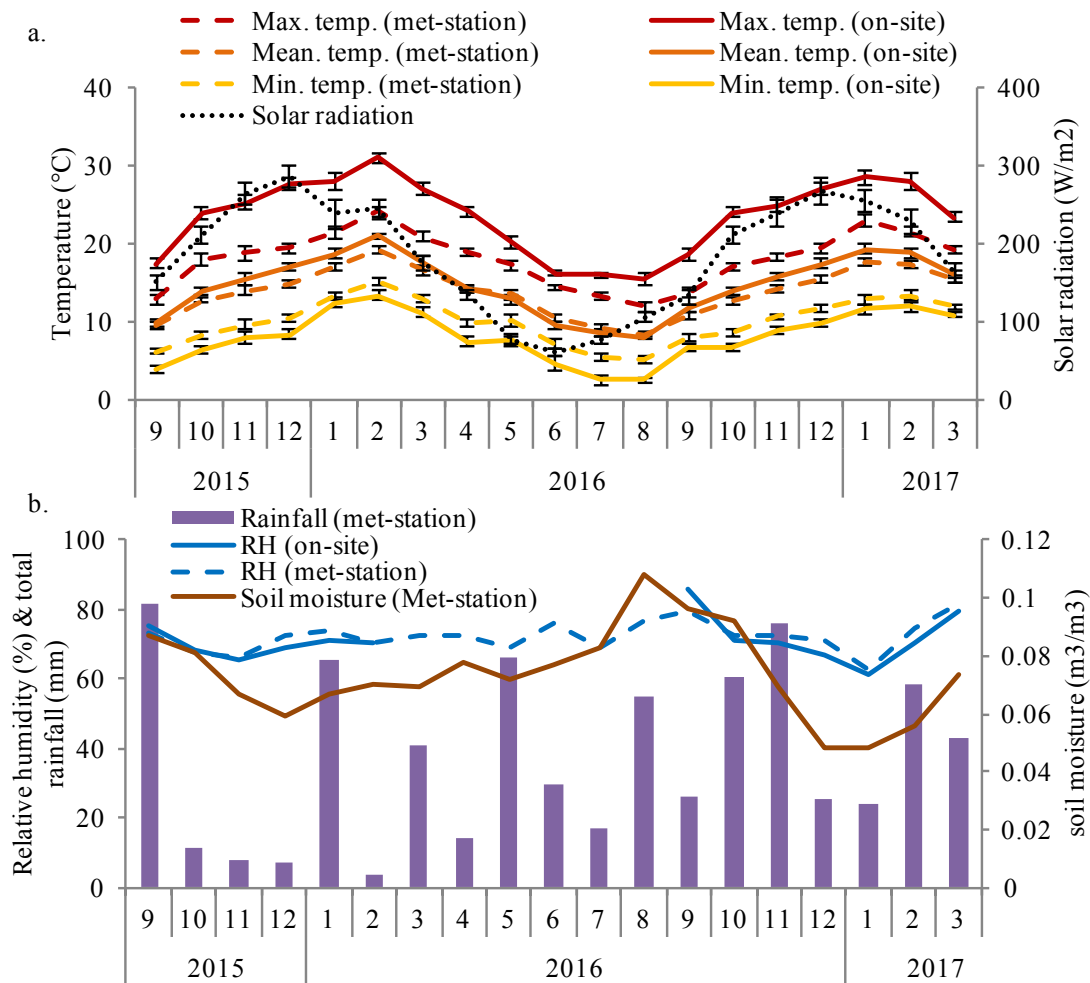 a.
Max. temp. (met-station)
Max. temp. (on-site)
Mean. temp. (met-station)
Mean. temp. (on-site)
Min. temp. (met-station)
Min. temp. (on-site)
Solar radiation
Temperature (°C)
40
30
20
10
0
Solar radiation (W/m2)
400
300
200
100
0
9 10 11 12 1 2 3 4 5 6 7 8 9 10 11 12 1 2 3
2015 2016 2017
b.
Rainfall (met-station)
RH (on-site)
RH (met-station)
Soil moisture (Met-station)
Relative humidity (%) & total
rainfall (mm)
100
80
60
40
20
0
soil moisture (m3/m3)
0.12
0.1
0.08
0.06
0.04
0.02
0
9 10 11 12 1 2 3 4 5 6 7 8 9 10 11 12 1 2 3
2015 2016 2017